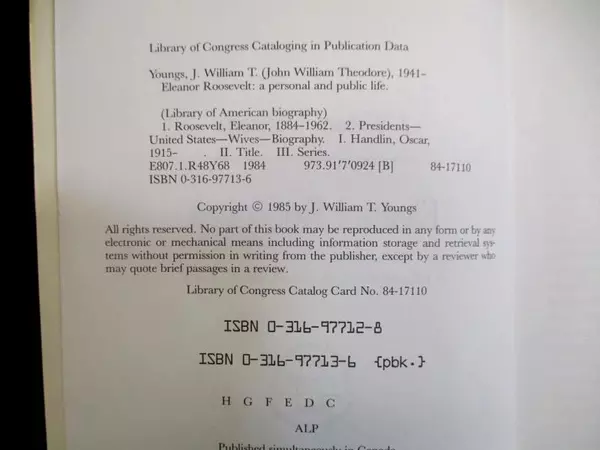 Library of Congress Cataloging in Publication Data
Youngs, J. William T. (John William Theodore), 1941–
Eleanor Roosevelt: a personal and public life.
(Library of American biography)
1. Roosevelt, Eleanor, 1884–1962. 2. Presidents—
United States—Wives—Biography. I. Handlin, Oscar,
1915– . II. Title. III. Series.
E807.1.R48Y68 1984 973.91′7′0924 [B] 84-17110
ISBN 0-316-97713-6
Copyright © 1985 by J. William T. Youngs
All rights reserved. No part of this book may be reproduced in any form or by any
electronic or mechanical means including information storage and retrieval sys-
tems without permission in writing from the publisher, except by a reviewer who
may quote brief passages in a review.
Library of Congress Catalog Card No. 84-17110
ISBN 0-316-97712-8
ISBN 0-316-97713-6 {pbk.}
H G F E D C
ALP
Published simultaneously in Canada